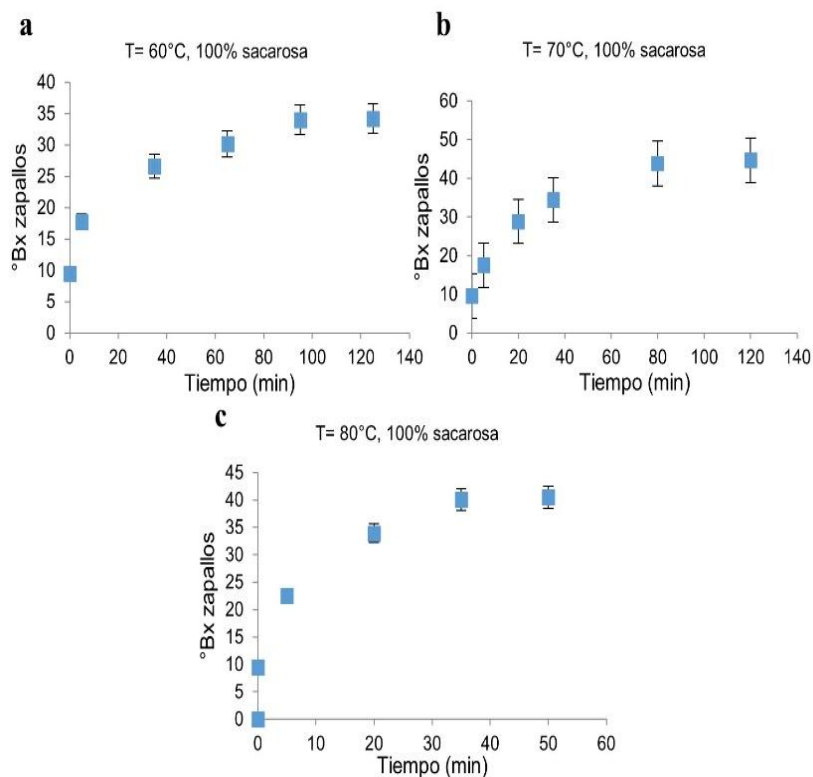 a
T= 60°C, 100% sacarosa
40
35
30
25
20
15
10
5
0
°Bx zapallos
0 20 40 60 80 100 120 140
Tiempo (min)
b
T= 70°C, 100% sacarosa
60
50
40
30
20
10
0
°Bx zapallos
0 20 40 60 80 100 120 140
Tiempo (min)
c
T= 80°C, 100% sacarosa
45
40
35
30
25
20
15
10
5
0
°Bx zapallos
0 10 20 30 40 50 60
Tiempo (min)